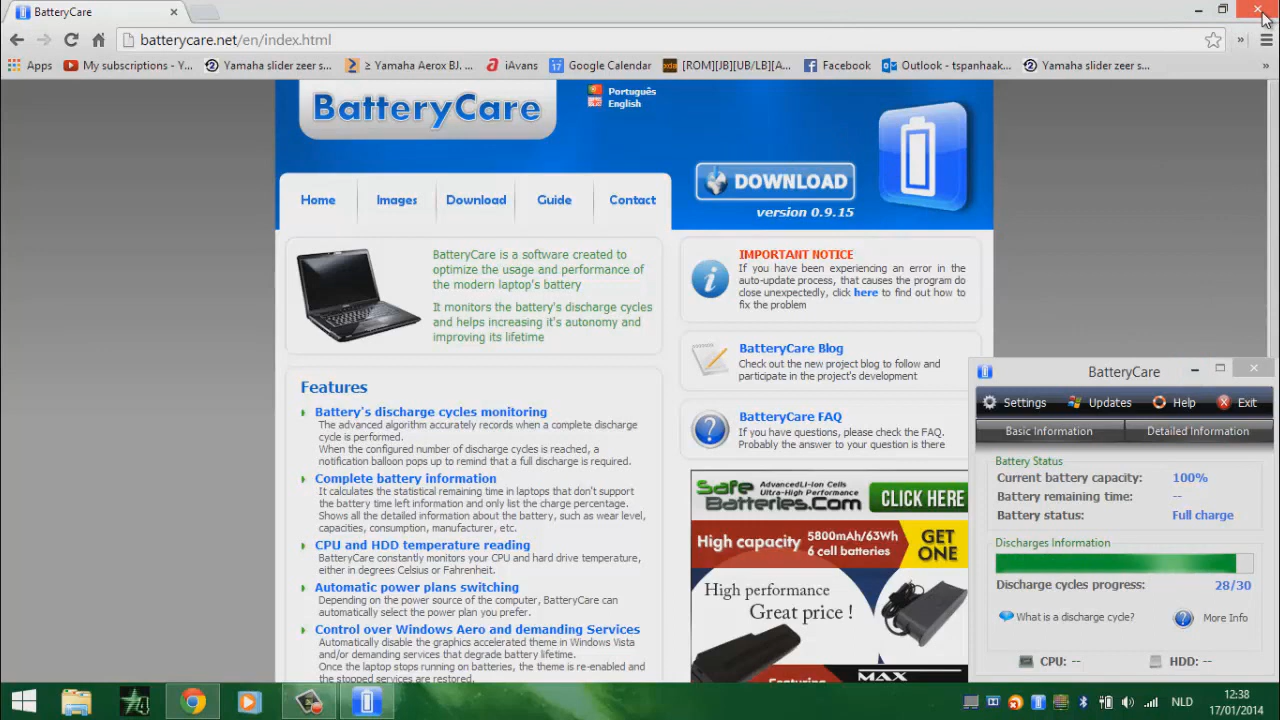 BatteryCare
batterycare.net/en/index.html
Apps
My subscriptions - Y...
Yamaha slider zeer s...
≥ Yamaha Aerox BJ. ...
iAvans
Google Calendar
[ROM][JB][UB/LB][A...
Facebook
Outlook - tspanhaak...
Yamaha slider zeer s...
BatteryCare
Português
English
DOWNLOAD
version 0.9.15
Home
Images
Download
Guide
Contact
BatteryCare is a software created to
optimize the usage and performance of
the modern laptop's battery
It monitors the battery's discharge cycles
and helps increasing it's autonomy and
improving its lifetime
IMPORTANT NOTICE
If you have been experiencing an error in the
auto-update process, that causes the program do
close unexpectedly, click here to find out how to
fix the problem
BatteryCare Blog
Check out the new project blog to follow and
participate in the project's development
BatteryCare FAQ
If you have questions, please check the FAQ.
Probably the answer to your question is there
Features
Battery's discharge cycles monitoring
The advanced algorithm accurately records when a complete discharge
cycle is performed.
When the configured number of discharge cycles is reached, a
notification balloon pops up to remind that a full discharge is required.
Complete battery information
It calculates the statistical remaining time in laptops that don't support
the battery time left information and only list the charge percentage.
Shows all the detailed information about the battery, such as wear level,
capacities, consumption, manufacturer, etc.
CPU and HDD temperature reading
BatteryCare constantly monitors your CPU and hard drive temperature,
either in degrees Celsius or Fahrenheit.
Automatic power plans switching
Depending on the power source of the computer, BatteryCare can
automatically select the power plan you prefer.
Control over Windows Aero and demanding Services
Automatically disable the graphics accelerated theme in Windows Vista
and/or demanding services that degrade battery lifetime.
Once the laptop stops running on batteries, the theme is re-enabled and
the stopped services are restored.
Safe
Batteries.Com
Advanced Li-ion Cells
Ultra-High Performance
CLICK HERE
High capacity
5800mAh/63Wh
6 cell batteries
GET
ONE
High performance
Great price !
Featuring
MAX
BatteryCare
Settings
Updates
Help
Exit
Basic Information
Detailed Information
Battery Status
Current battery capacity: 100%
Battery remaining time: --
Battery status: Full charge
Discharges Information
Discharge cycles progress: 28/30
What is a discharge cycle?
More Info
CPU: --
HDD: --
NLD
12:38
17/01/2014